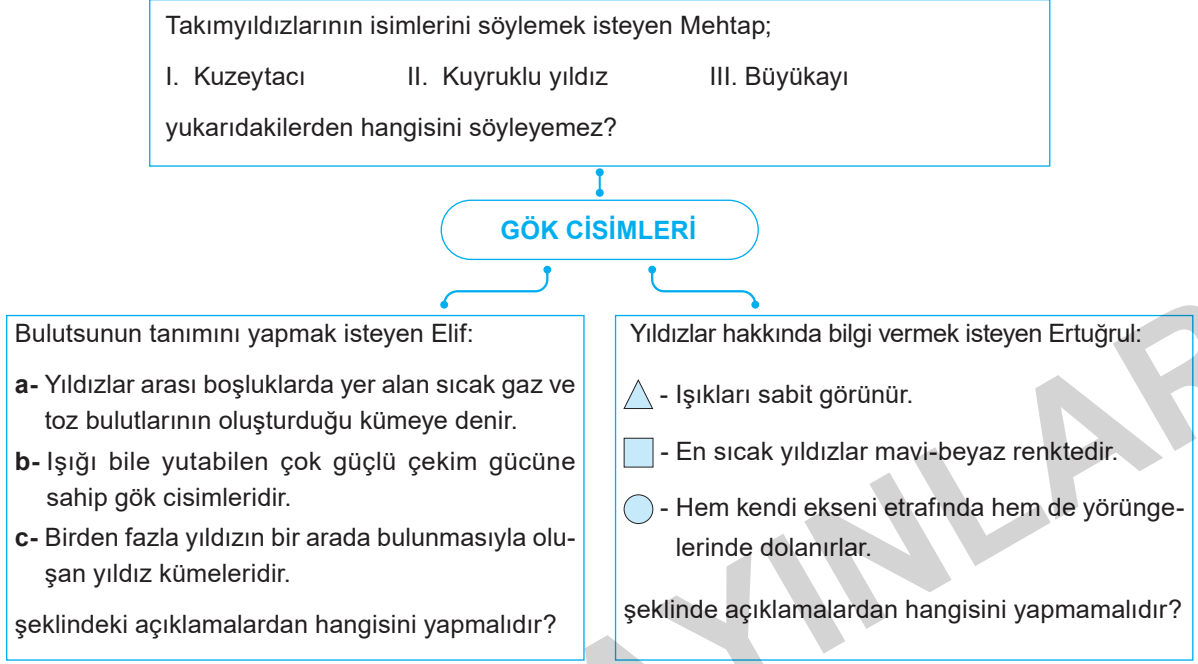 Takımyıldızlarının isimlerini söylemek isteyen Mehtap;
I. Kuzeytacı II. Kuyruklu yıldız III. Büyükayı
yukarıdakilerden hangisini söyleyemez?
GÖK CİSİMLERİ
Bulutsunun tanımını yapmak isteyen Elif:
a- Yıldızlar arası boşluklarda yer alan sıcak gaz ve
toz bulutlarının oluşturduğu kümeye denir.
b- Işığı bile yutabilen çok güçlü çekim gücüne
sahip gök cisimleridir.
c- Birden fazla yıldızın bir arada bulunmasıyla olu-
şan yıldız kümeleridir.
şeklindeki açıklamalardan hangisini yapmalıdır?
Yıldızlar hakkında bilgi vermek isteyen Ertuğrul:
- Işıkları sabit görünür.
- En sıcak yıldızlar mavi-beyaz renktedir.
- Hem kendi ekseni etrafında hem de yörünge-
lerinde dolanırlar.
şeklinde açıklamalardan hangisini yapmamalıdır?
AYINLAR